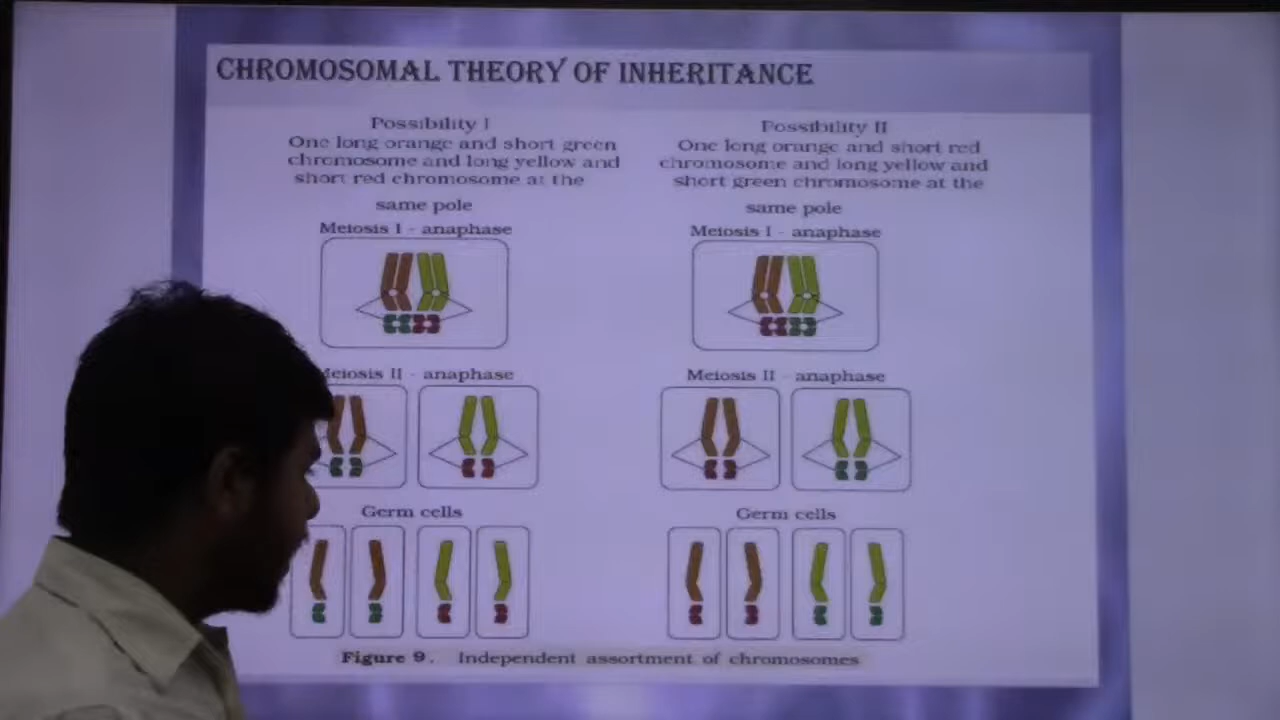 CHROMOSOMAL THEORY OF INHERITANCE
Possibility I
One long orange and short green
chromosome and long yellow and
short red chromosome at the
same pole
Meiosis I - anaphase
Meiosis II - anaphase
Germ cells
Possibility II
One long orange and short red
chromosome and long yellow and
short green chromosome at the
same pole
Meiosis I - anaphase
Meiosis II - anaphase
Germ cells
Figure 9. Independent assortment of chromosomes